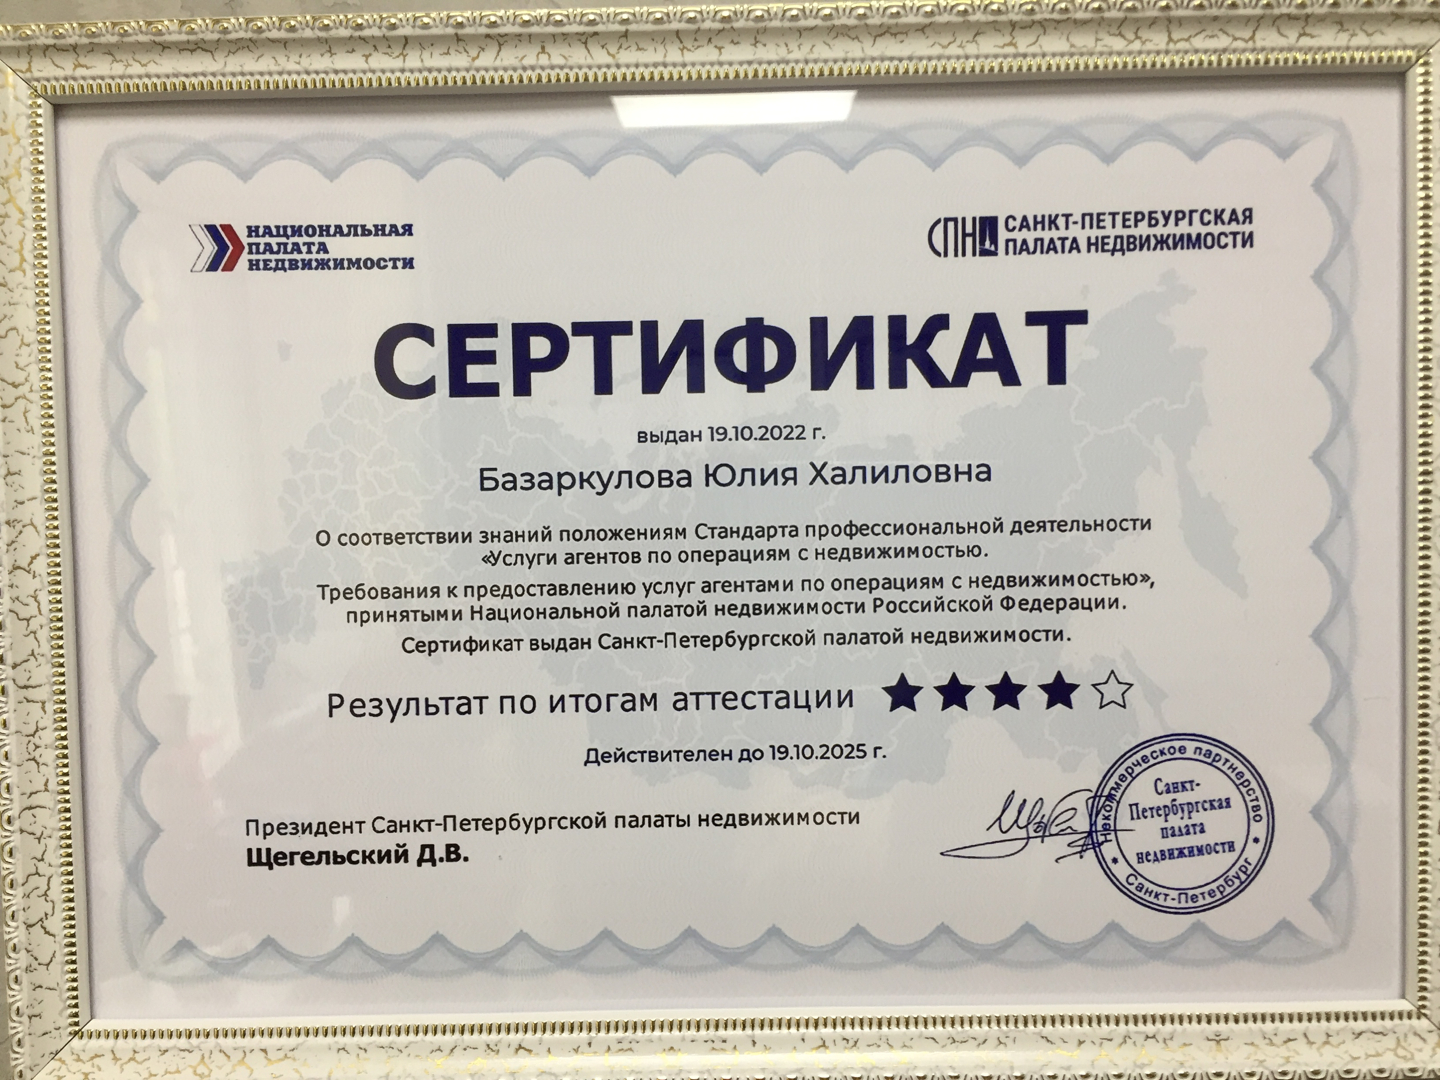 НАЦИОНАЛЬНАЯ
ПАЛАТА
НЕДВИЖИМОСТИ
СПН
САНКТ-ПЕТЕРБУРГСКАЯ
ПАЛАТА НЕДВИЖИМОСТИ
СЕРТИФИКАТ
выдан 19.10.2022 г.
Базаркулова Юлия Халиловна
О соответствии знаний положениям Стандарта профессиональной деятельности
«Услуги агентов по операциям с недвижимостью.
Требования к предоставлению услуг агентами по операциям с недвижимостью»,
принятыми Национальной палатой недвижимости Российской Федерации.
Сертификат выдан Санкт-Петербургской палатой недвижимости.
Результат по итогам аттестации
Действителен до 19.10.2025 г.
Президент Санкт-Петербургской палаты недвижимости
Щегельский Д.В.
Некоммерческое партнерство
Санкт-
Петербургская
палата
недвижимости
* Санкт-Петербург *